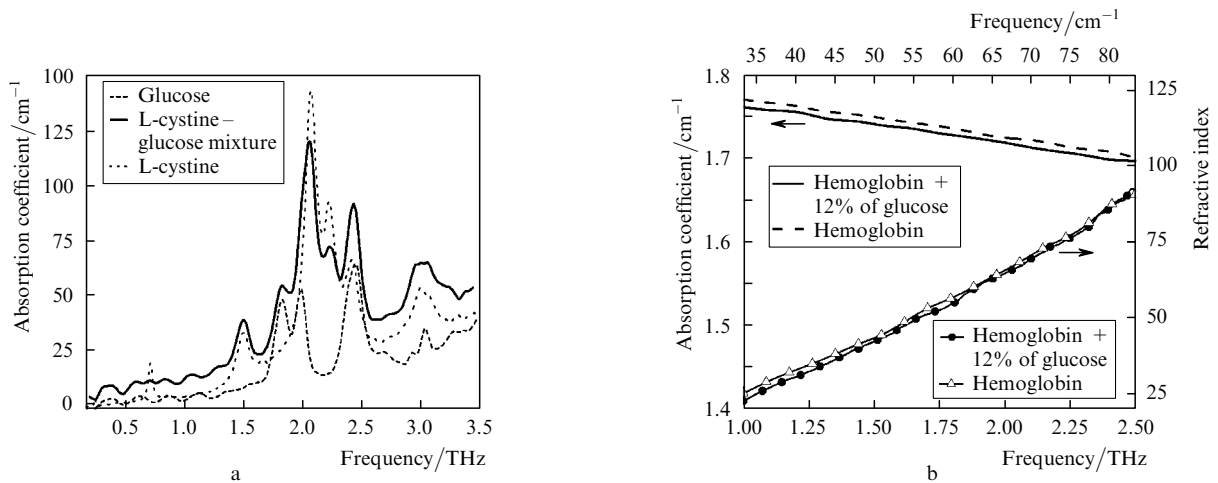 Absorption coefficient/cm⁻¹
100
125
100
75
50
25
0
Glucose
L-cystine –
glucose mixture
L-cystine
0.5
1.0
1.5
2.0
2.5
3.0
3.5
Frequency/THz
a
Frequency/cm⁻¹
35
40
45
50
55
60
65
70
75
80
Absorption coefficient/cm⁻¹
1.8
1.7
1.6
1.5
1.4
Hemoglobin +
12% of glucose
Hemoglobin
Hemoglobin +
12% of glucose
Hemoglobin
125
100
75
50
25
Refractive index
1.00
1.25
1.50
1.75
2.00
2.25
2.50
Frequency/THz
b